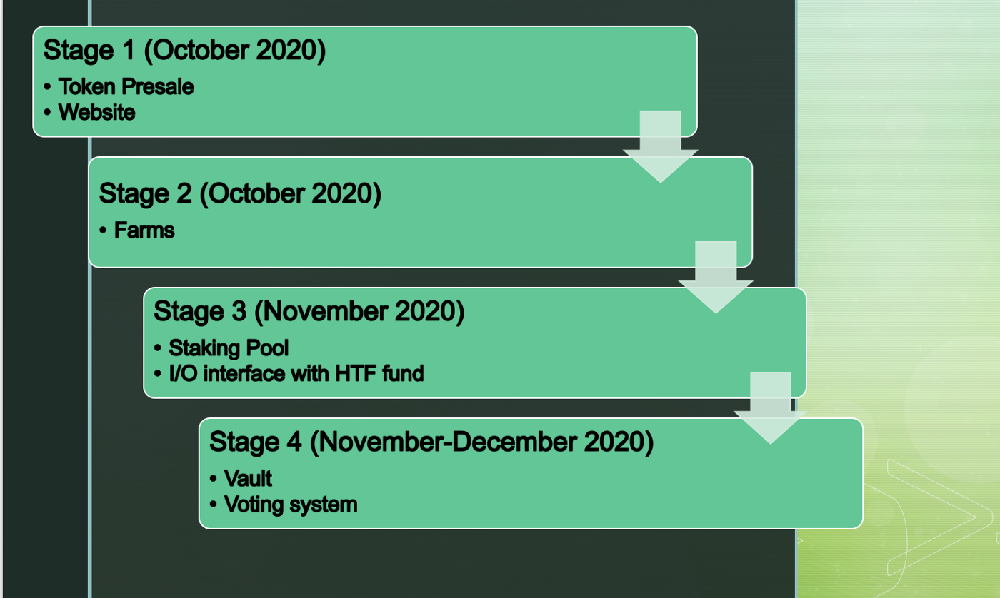 Stage 1 (October 2020)
• Token Presale
• Website
Stage 2 (October 2020)
• Farms
Stage 3 (November 2020)
• Staking Pool
• I/O interface with HTF fund
Stage 4 (November-December 2020)
• Vault
• Voting system